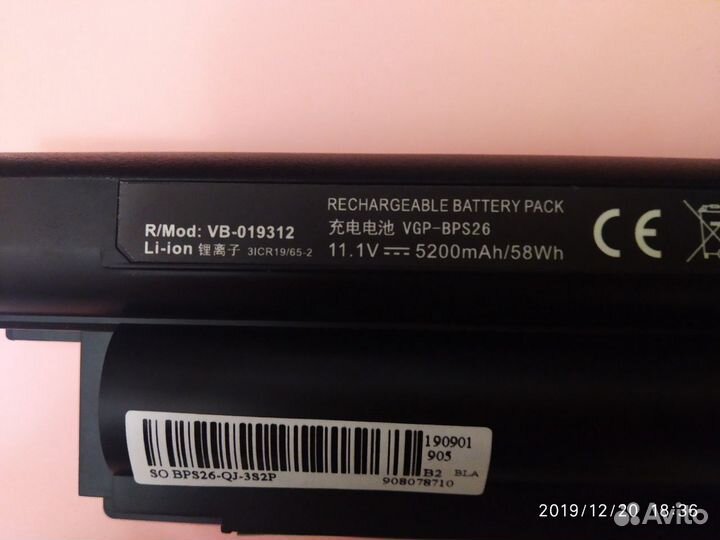 RECHARGEABLE BATTERY PACK
R/Mod: VB-019312
充电电池 VGP-BPS26
Li-ion 锂离子 3ICR19/65-2
11.1V 5200mAh/58Wh
CE
190901
905
SO BPS26-QJ-3S2P
B2 BLA
908078710
2019/12/20 18:36
Avito